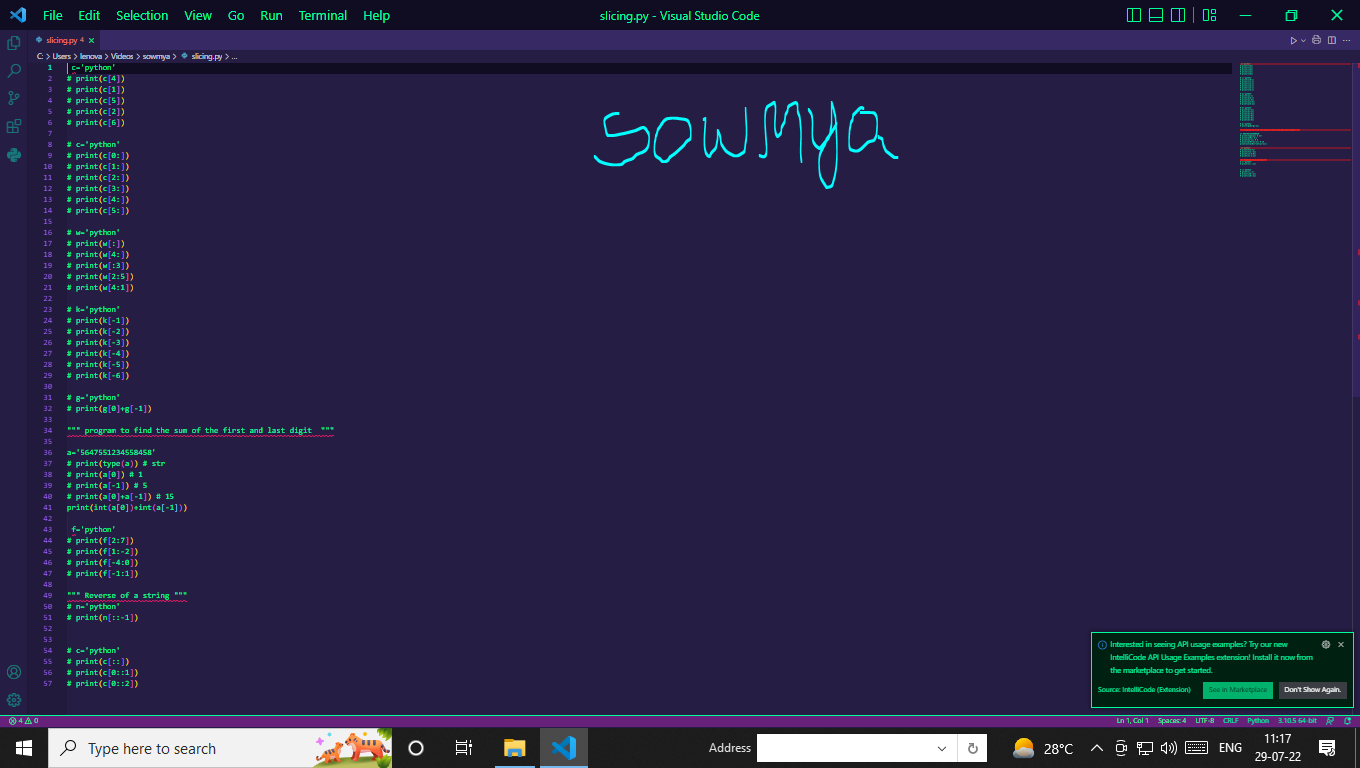 File Edit Selection View Go Run Terminal Help slicing.py - Visual Studio Code
slicing.py 4
C: > Users > lenova > Videos > sowmya > slicing.py > ...
1 c='python'
2 # print(c[4])
3 # print(c[1])
4 # print(c[5])
5 # print(c[2])
6 # print(c[6])
7
8 # c='python'
9 # print(c[0:])
10 # print(c[1:])
11 # print(c[2:])
12 # print(c[3:])
13 # print(c[4:])
14 # print(c[5:])
15
16 # w='python'
17 # print(w[:])
18 # print(w[4:])
19 # print(w[:3])
20 # print(w[2:5])
21 # print(w[4:1])
22
23 # k='python'
24 # print(k[-1])
25 # print(k[-2])
26 # print(k[-3])
27 # print(k[-4])
28 # print(k[-5])
29 # print(k[-6])
30
31 # g='python'
32 # print(g[0]+g[-1])
33
34 """ program to find the sum of the first and last digit """
35
36 a='5647551234558458'
37 # print(type(a)) # str
38 # print(a[0]) # 1
39 # print(a[-1]) # 5
40 # print(a[0]+a[-1]) # 15
41 print(int(a[0])+int(a[-1]))
42
43 f='python'
44 # print(f[2:7])
45 # print(f[1:-2])
46 # print(f[-4:0])
47 # print(f[-1:1])
48
49 """ Reverse of a string """
50 # n='python'
51 # print(n[::-1])
52
53
54 # c='python'
55 # print(c[::])
56 # print(c[0::1])
57 # print(c[0::2])
sowmya
Interested in seeing API usage examples? Try our new
IntelliCode API Usage Examples extension! Install it now from
the marketplace to get started.
Source: IntelliCode (Extension) See in Marketplace Don't Show Again.
4 0 Ln 1, Col 1 Spaces: 4 UTF-8 CRLF Python 3.10.5 64-bit
Type here to search Address 28°C ENG 11:17
29-07-22